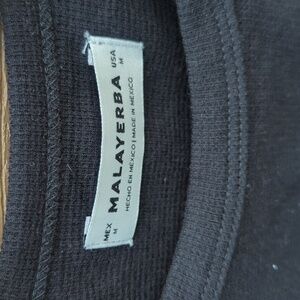 MEX USA
M M
MALAYERBA
HECHO EN MEXICO | MADE IN MEXICO